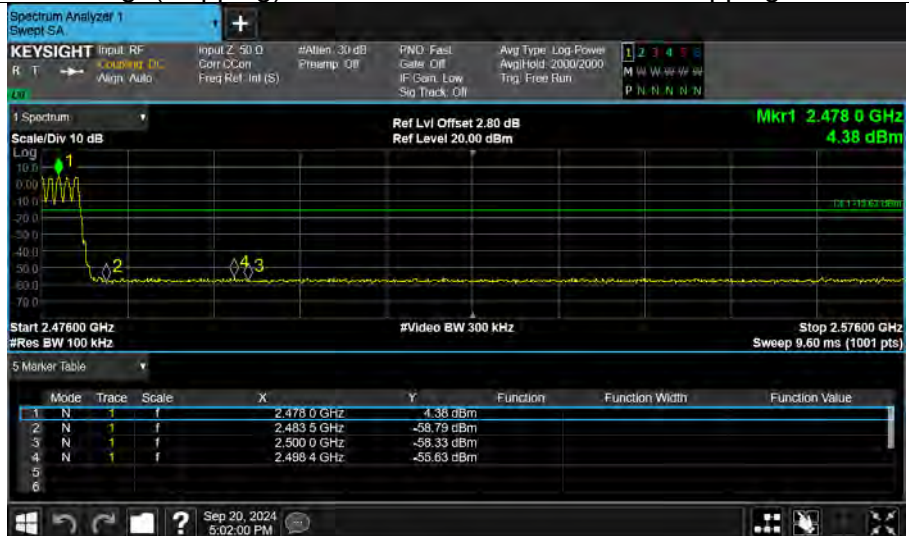 Spectrum Analyzer 1
Swept SA
+
KEYSIGHT Input: RF Input Z: 50 Ω #Atten: 30 dB PNO: Fast Avg Type: Log-Power 1 2 3 4 5 6
R T Coupling: DC Corr CCorr Preamp: Off Gate: Off Avg|Hold: 2000/2000 M W W W W W
Align: Auto Freq Ref: Int (S) IF Gain: Low Trig: Free Run
Sig Track: Off P N N N N N
1 Spectrum
Ref Lvl Offset 2.80 dB Mkr1 2.478 0 GHz
Scale/Div 10 dB Ref Level 20.00 dBm 4.38 dBm
Log
10.0
0.00
-10.0
DL1 -15.63 dBm
-20.0
-30.0
-40.0
-50.0
-60.0
-70.0
1
2
4 3
Start 2.47600 GHz #Video BW 300 kHz Stop 2.57600 GHz
#Res BW 100 kHz Sweep 9.60 ms (1001 pts)
5 Marker Table
Mode Trace Scale X Y Function Function Width Function Value
1 N 1 f 2.478 0 GHz 4.38 dBm
2 N 1 f 2.483 5 GHz -58.79 dBm
3 N 1 f 2.500 0 GHz -58.33 dBm
4 N 1 f 2.498 4 GHz -55.63 dBm
5
6
? Sep 20, 2024
5:02:00 PM